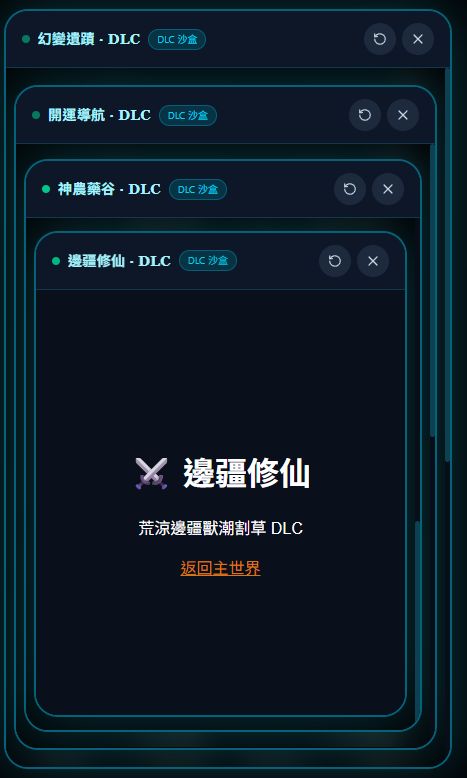 幻變遺蹟 - DLC DLC 沙盒
開運導航 - DLC DLC 沙盒
神農藥谷 - DLC DLC 沙盒
邊疆修仙 - DLC DLC 沙盒
邊疆修仙
荒涼邊疆獸潮割草 DLC
返回主世界